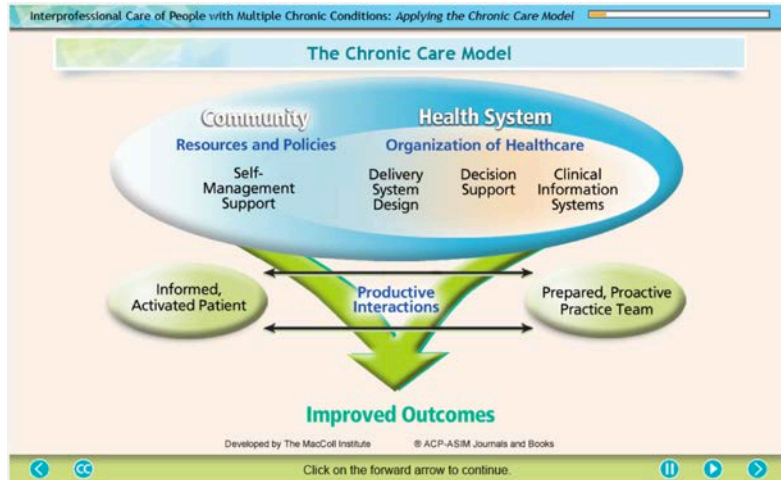 Interprofessional Care of People with Multiple Chronic Conditions: Applying the Chronic Care Model
The Chronic Care Model
Community
Health System
Resources and Policies
Organization of Healthcare
Self-
Management
Support
Delivery
System
Design
Decision
Support
Clinical
Information
Systems
Informed,
Activated Patient
Productive
Interactions
Prepared, Proactive
Practice Team
Improved Outcomes
Developed by The MacColl Institute
® ACP-ASIM Journals and Books
CC
Click on the forward arrow to continue.